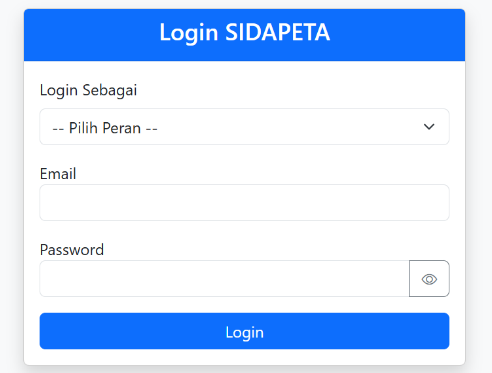 Login SIDAPETA
Login Sebagai
-- Pilih Peran --
Email
Password
Login